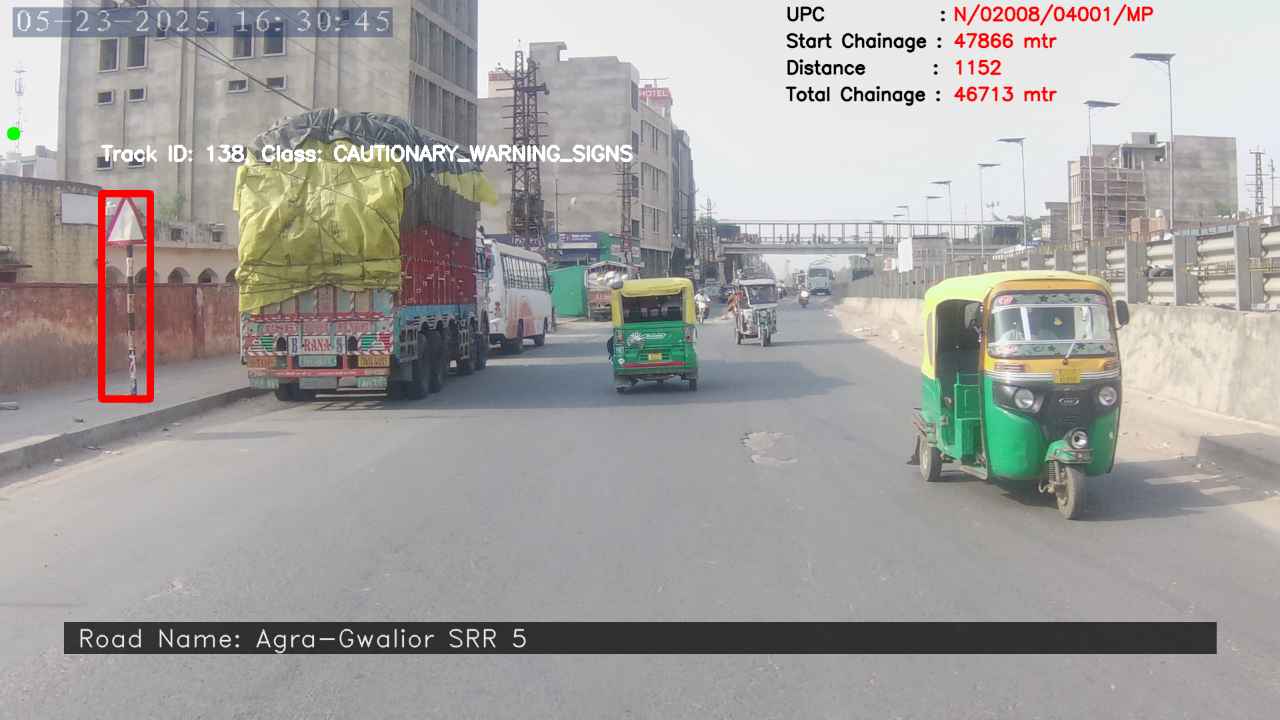 05-23-2025 16:30:45
UPC : N/02008/04001/MP
Start Chainage : 47866 mtr
Distance : 1152
Total Chainage : 46713 mtr
HOTEL
Track ID: 138, Class: CAUTIONARY_WARNING_SIGNS
RANA
Road Name: Agra-Gwalior SRR 5